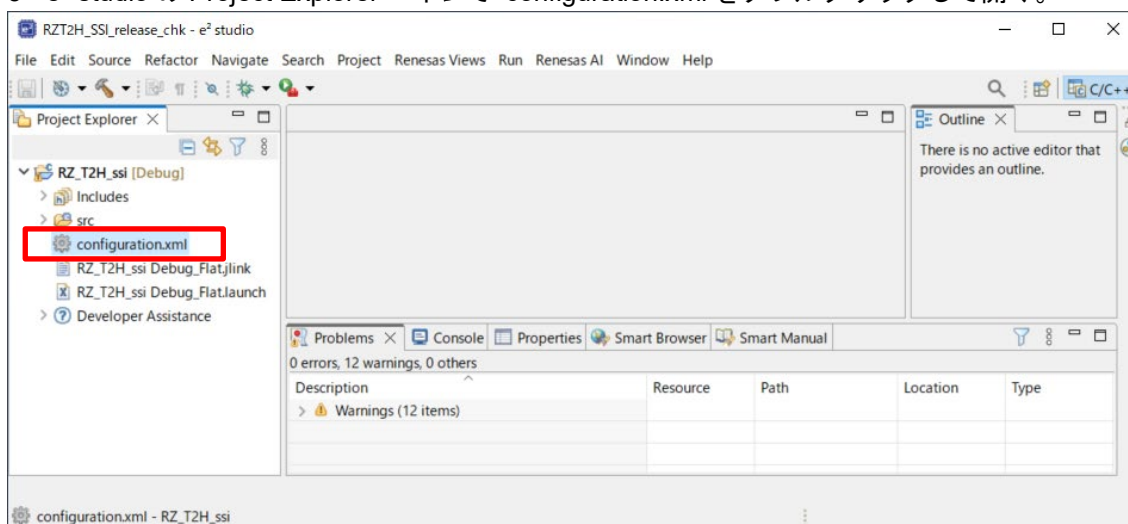 RZT2H_SSI_release_chk - e² studio
File Edit Source Refactor Navigate Search Project Renesas Views Run Renesas AI Window Help
C/C++
Project Explorer
Outline
There is no active editor that
provides an outline.
RZ_T2H_ssi [Debug]
Includes
src
configuration.xml
RZ_T2H_ssi Debug_Flat.jlink
RZ_T2H_ssi Debug_Flat.launch
Developer Assistance
Problems Console Properties Smart Browser Smart Manual
0 errors, 12 warnings, 0 others
Description Resource Path Location Type
Warnings (12 items)
configuration.xml - RZ_T2H_ssi